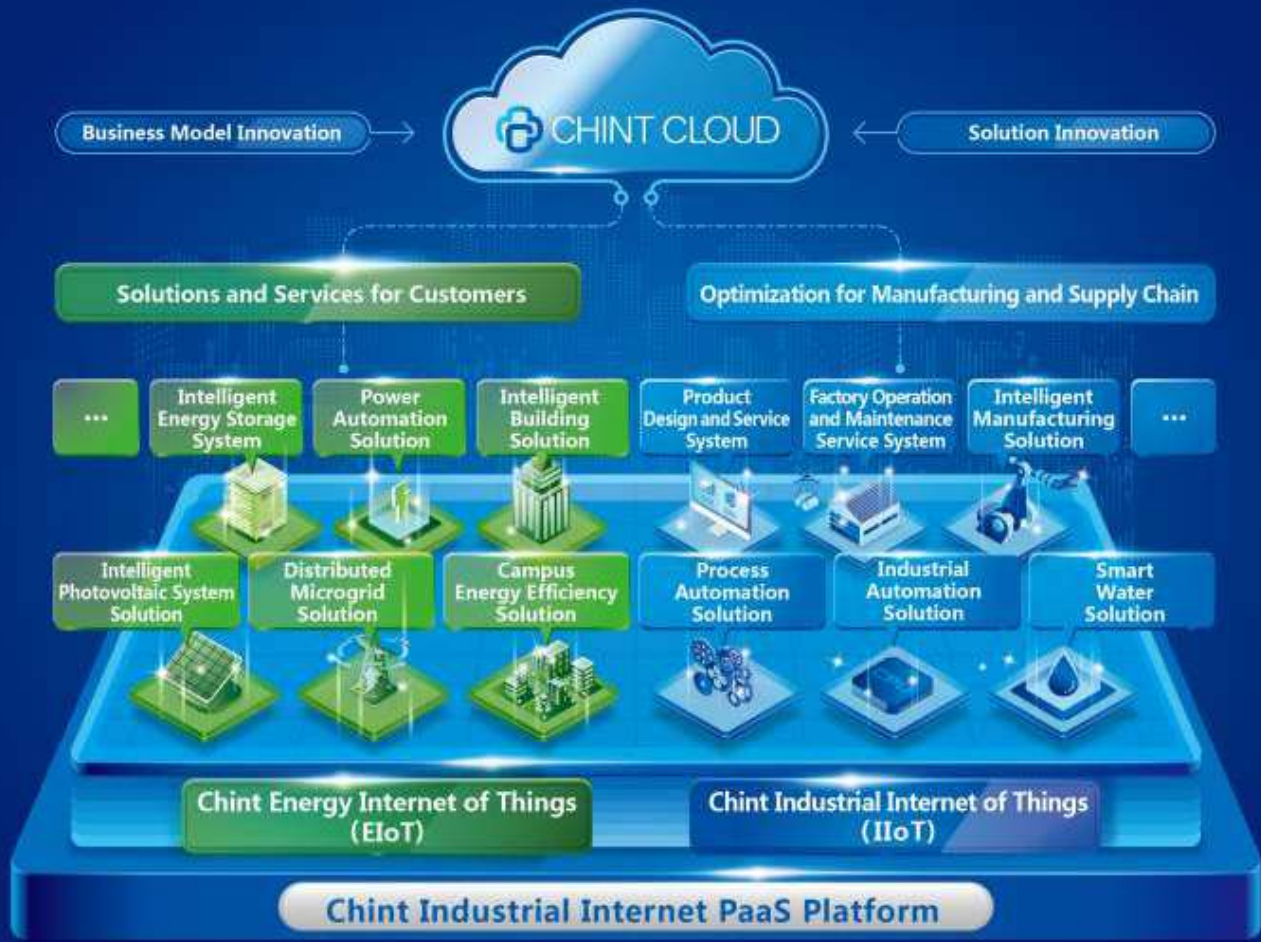 CHINT CLOUD
Business Model Innovation
Solution Innovation
Solutions and Services for Customers
Optimization for Manufacturing and Supply Chain
...
Intelligent
Energy Storage
System
Power
Automation
Solution
Intelligent
Building
Solution
Product
Design and Service
System
Factory Operation
and Maintenance
Service System
Intelligent
Manufacturing
Solution
...
Intelligent
Photovoltaic System
Solution
Distributed
Microgrid
Solution
Campus
Energy Efficiency
Solution
Process
Automation
Solution
Industrial
Automation
Solution
Smart
Water
Solution
Chint Energy Internet of Things
(EIoT)
Chint Industrial Internet of Things
(IIoT)
Chint Industrial Internet PaaS Platform